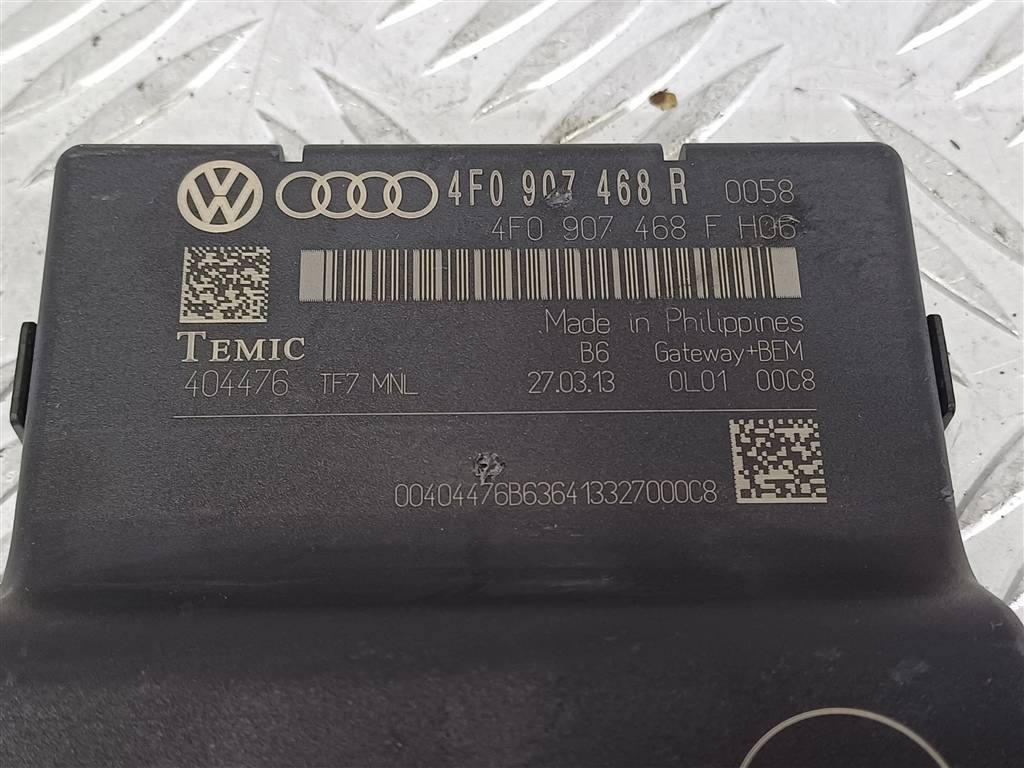 4F0 907 468 R 0058
4F0 907 468 F H06
Made in Philippines
TEMIC B6 Gateway+BEM
404476 TF7 MNL 27.03.13 0L01 00C8
00404476B636413327000C8